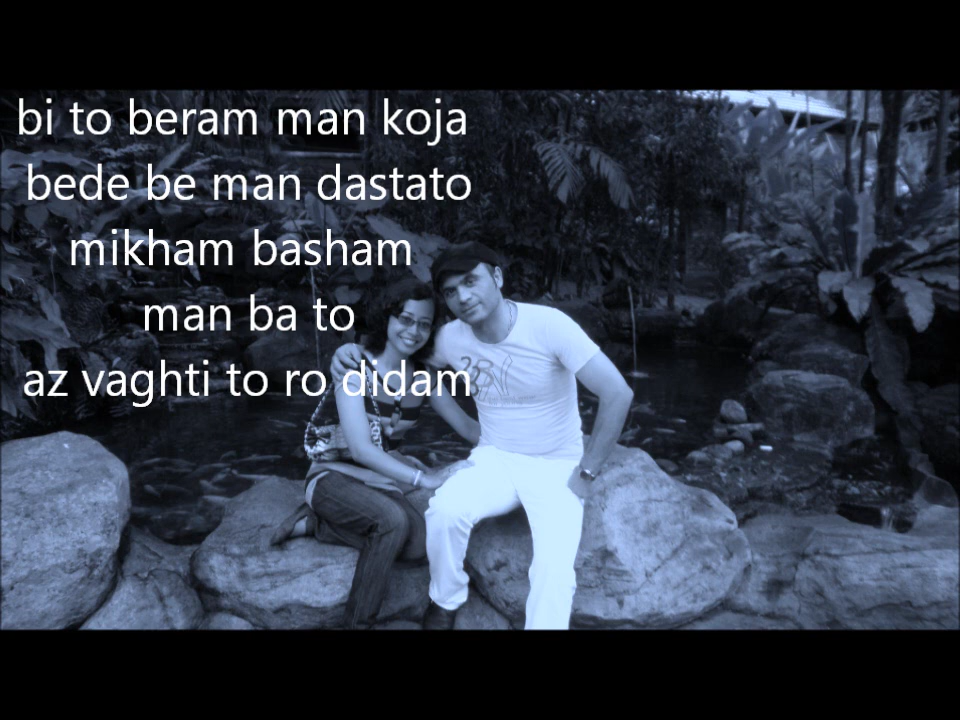 bi to beram man koja
bede be man dastato
mikham basham
man ba to
az vaghti to ro didam